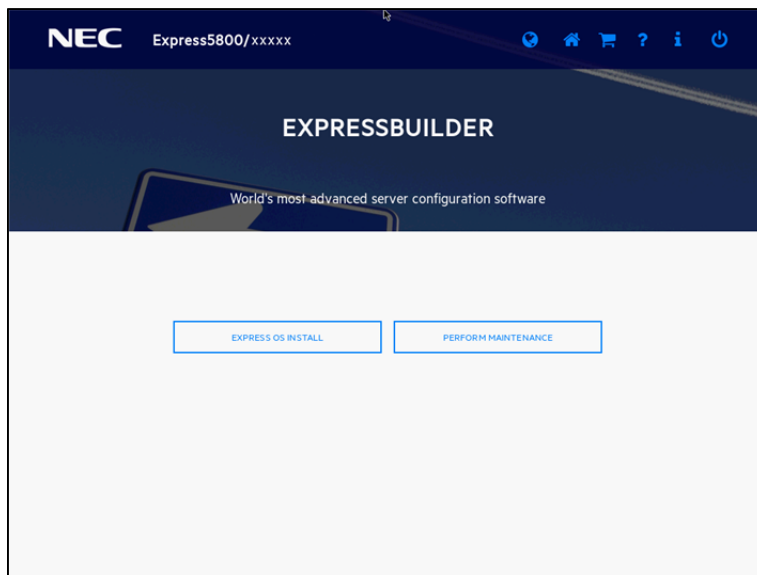 NEC Express5800/xxxxx
EXPRESSBUILDER
World's most advanced server configuration software
EXPRESS OS INSTALL PERFORM MAINTENANCE